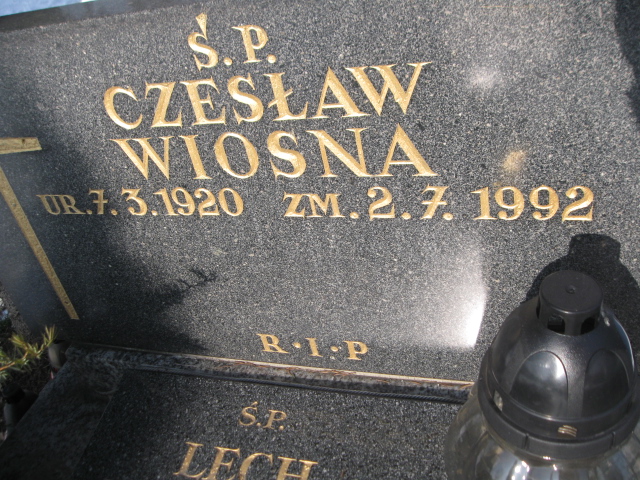 Ś.P.
CZESŁAW
WIOSNA
UR.7.3.1920 ZM.2.7.1992
R·I·P
Ś.P.
LECH